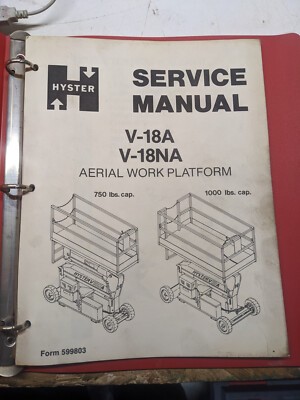 HYSTER
SERVICE
MANUAL
V-18A
V-18NA
AERIAL WORK PLATFORM
750 lbs. cap.
1000 lbs. cap.
Form 599803